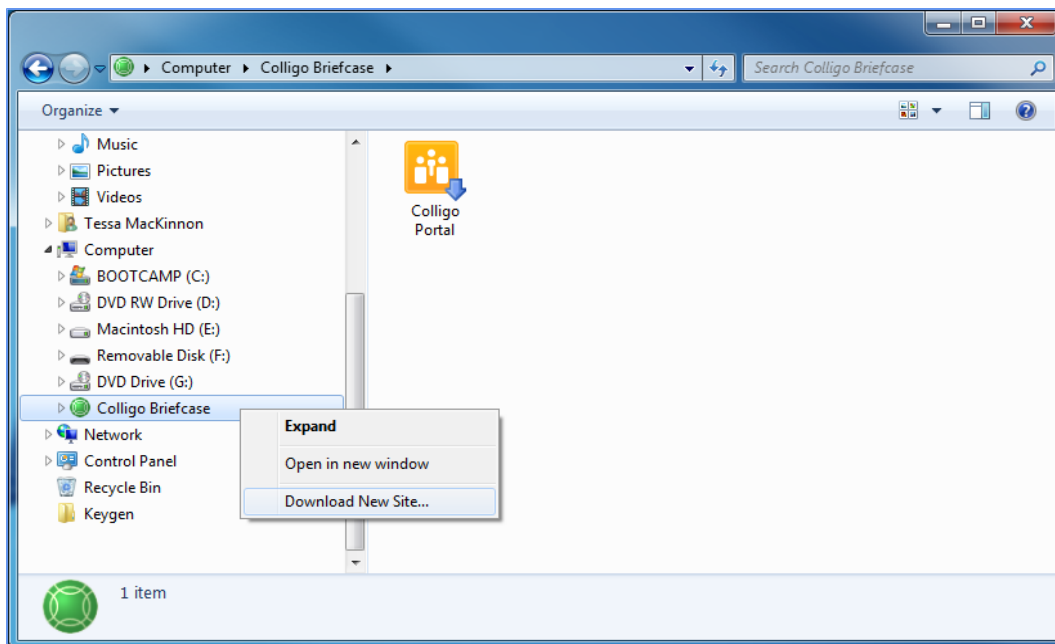 Computer
Colligo Briefcase
Search Colligo Briefcase
Organize
Music
Pictures
Videos
Tessa MacKinnon
Computer
BOOTCAMP (C:)
DVD RW Drive (D:)
Macintosh HD (E:)
Removable Disk (F:)
DVD Drive (G:)
Colligo Briefcase
Network
Control Panel
Recycle Bin
Keygen
Expand
Open in new window
Download New Site...
Colligo
Portal
1 item